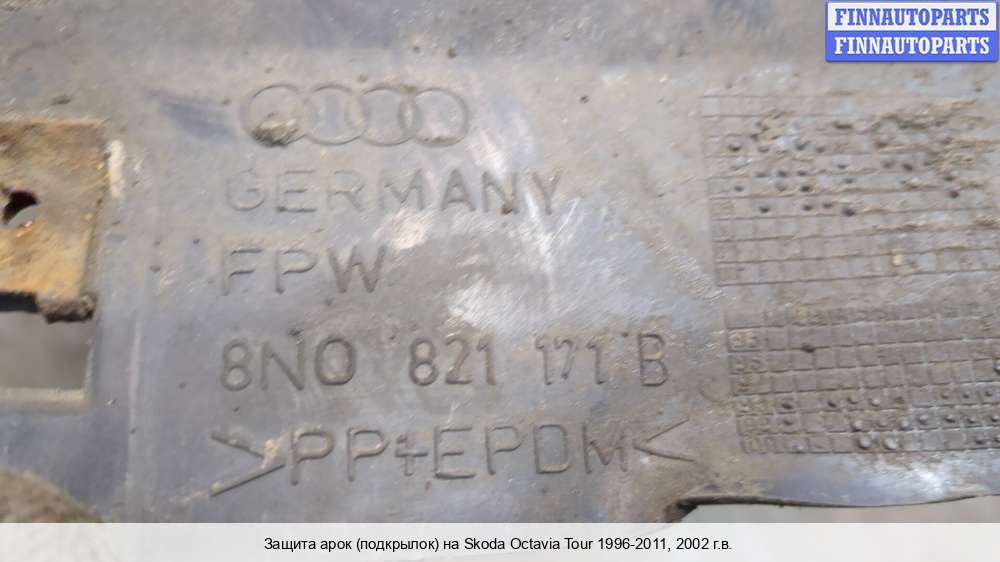 FINNAUTOPARTS
FINNAUTOPARTS
GERMANY
FPW
8N0 821 171 B
>PP+EPDM<
Защита арок (подкрылок) на Skoda Octavia Tour 1996-2011, 2002 г.в.